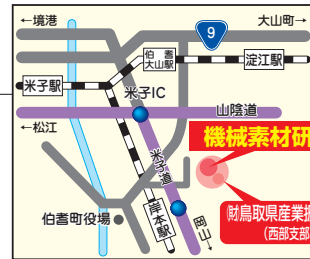 ←境港
大山町→
9
伯耆
大山駅
淀江駅
米子駅
米子IC
山陰道
←松江
機械素材研
米子道
㈶鳥取県産業振
(西部支部
伯耆町役場
岸本駅
岡山→